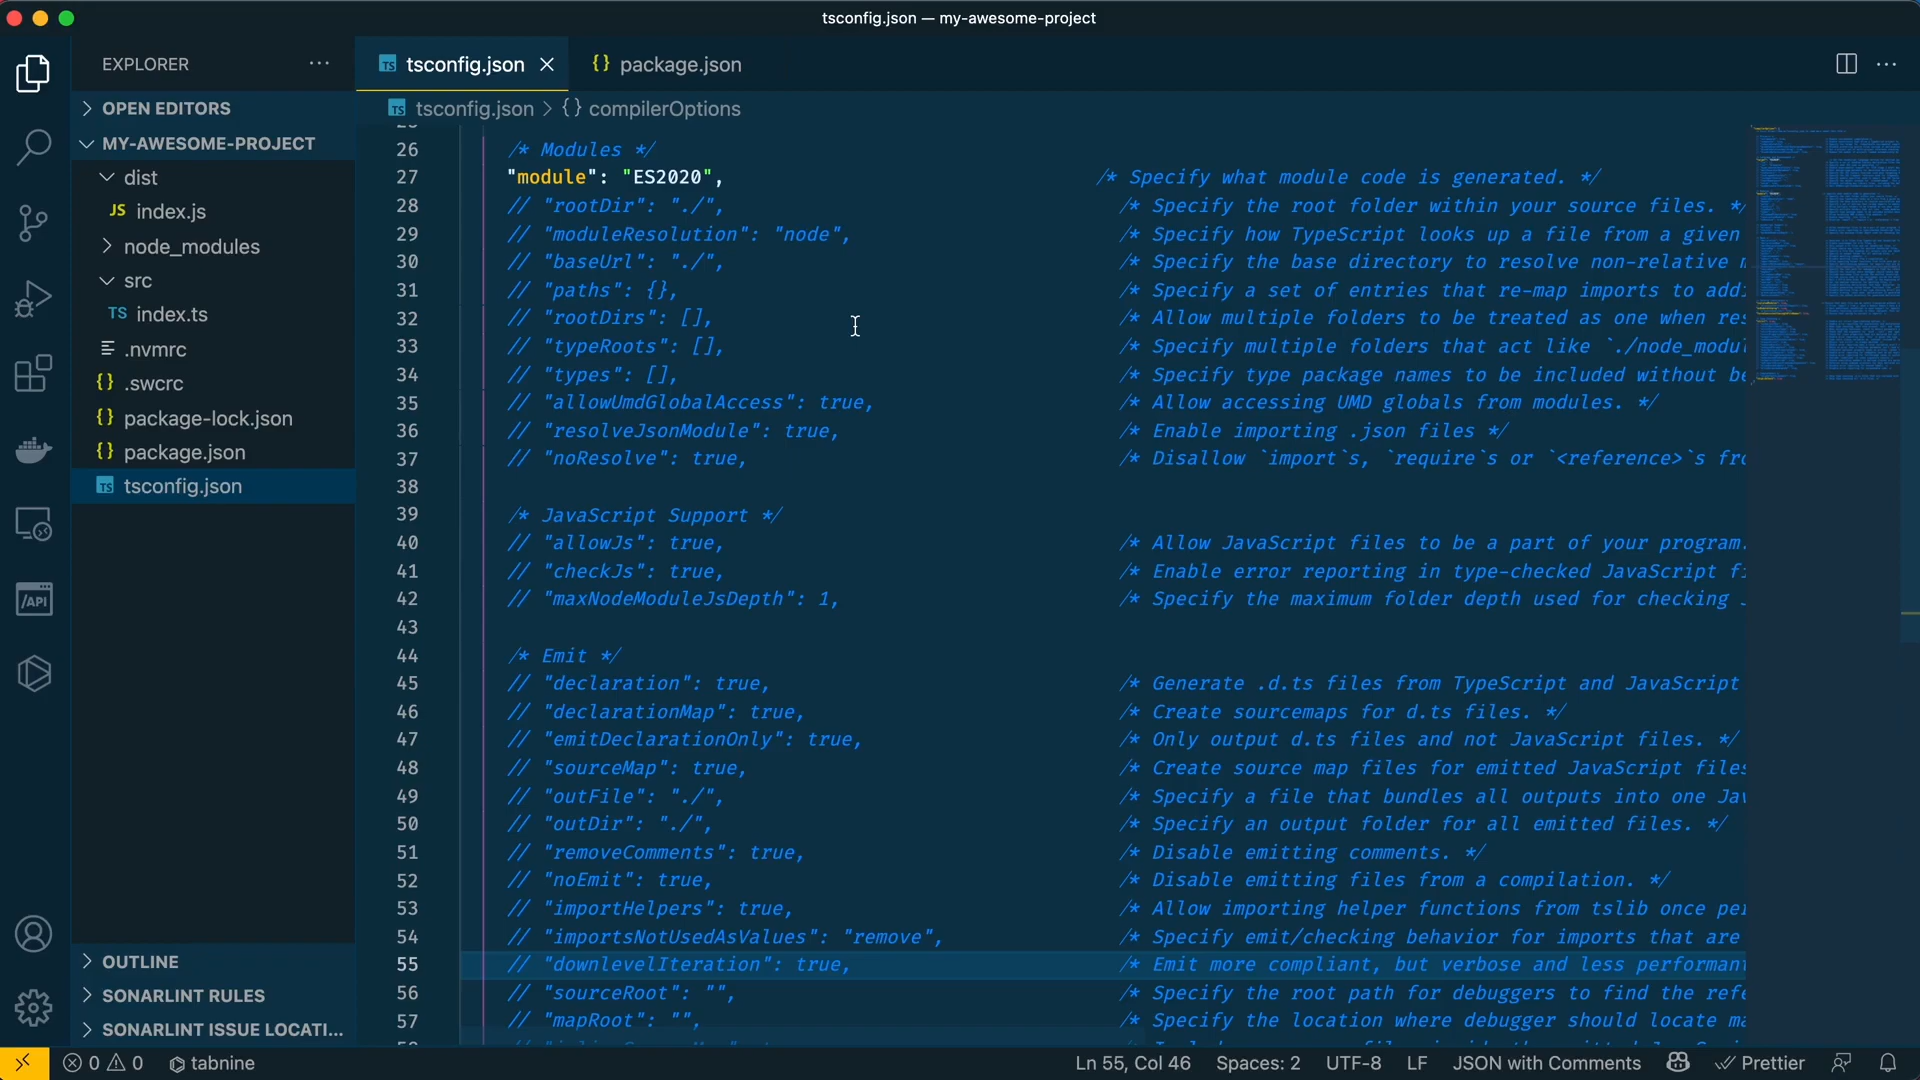 tsconfig.json — my-awesome-project
EXPLORER
OPEN EDITORS
MY-AWESOME-PROJECT
dist
JS index.js
node_modules
src
TS index.ts
.nvmrc
{} .swcrc
{} package-lock.json
{} package.json
TS tsconfig.json
OUTLINE
SONARLINT RULES
SONARLINT ISSUE LOCATI...
/API
TS tsconfig.json
{} package.json
TS tsconfig.json > {} compilerOptions
26 /* Modules */
27 "module": "ES2020", /* Specify what module code is generated. */
28 // "rootDir": "./", /* Specify the root folder within your source files. */
29 // "moduleResolution": "node", /* Specify how TypeScript looks up a file from a given
30 // "baseUrl": "./", /* Specify the base directory to resolve non-relative
31 // "paths": {}, /* Specify a set of entries that re-map imports to
32 // "rootDirs": [], /* Allow multiple folders to be treated as one when
33 // "typeRoots": [], /* Specify multiple folders that act like `./node_modul
34 // "types": [], /* Specify type package names to be included without
35 // "allowUmdGlobalAccess": true, /* Allow accessing UMD globals from modules. */
36 // "resolveJsonModule": true, /* Enable importing .json files */
37 // "noResolve": true, /* Disallow `import`s, `require`s or `<reference>`s
38
39 /* JavaScript Support */
40 // "allowJs": true, /* Allow JavaScript files to be a part of your program.
41 // "checkJs": true, /* Enable error reporting in type-checked JavaScript
42 // "maxNodeModuleJsDepth": 1, /* Specify the maximum folder depth used for checking
43
44 /* Emit */
45 // "declaration": true, /* Generate .d.ts files from TypeScript and JavaScript
46 // "declarationMap": true, /* Create sourcemaps for d.ts files. */
47 // "emitDeclarationOnly": true, /* Only output d.ts files and not JavaScript files. */
48 // "sourceMap": true, /* Create source map files for emitted JavaScript files
49 // "outFile": "./", /* Specify a file that bundles all outputs into one
50 // "outDir": "./", /* Specify an output folder for all emitted files. */
51 // "removeComments": true, /* Disable emitting comments. */
52 // "noEmit": true, /* Disable emitting files from a compilation. */
53 // "importHelpers": true, /* Allow importing helper functions from tslib once
54 // "importsNotUsedAsValues": "remove", /* Specify emit/checking behavior for imports that are
55 // "downlevelIteration": true, /* Emit more compliant, but verbose and less performant
56 // "sourceRoot": "", /* Specify the root path for debuggers to find the
57 // "mapRoot": "", /* Specify the location where debugger should locate
0 0 tabnine
Ln 55, Col 46 Spaces: 2 UTF-8 LF JSON with Comments Prettier